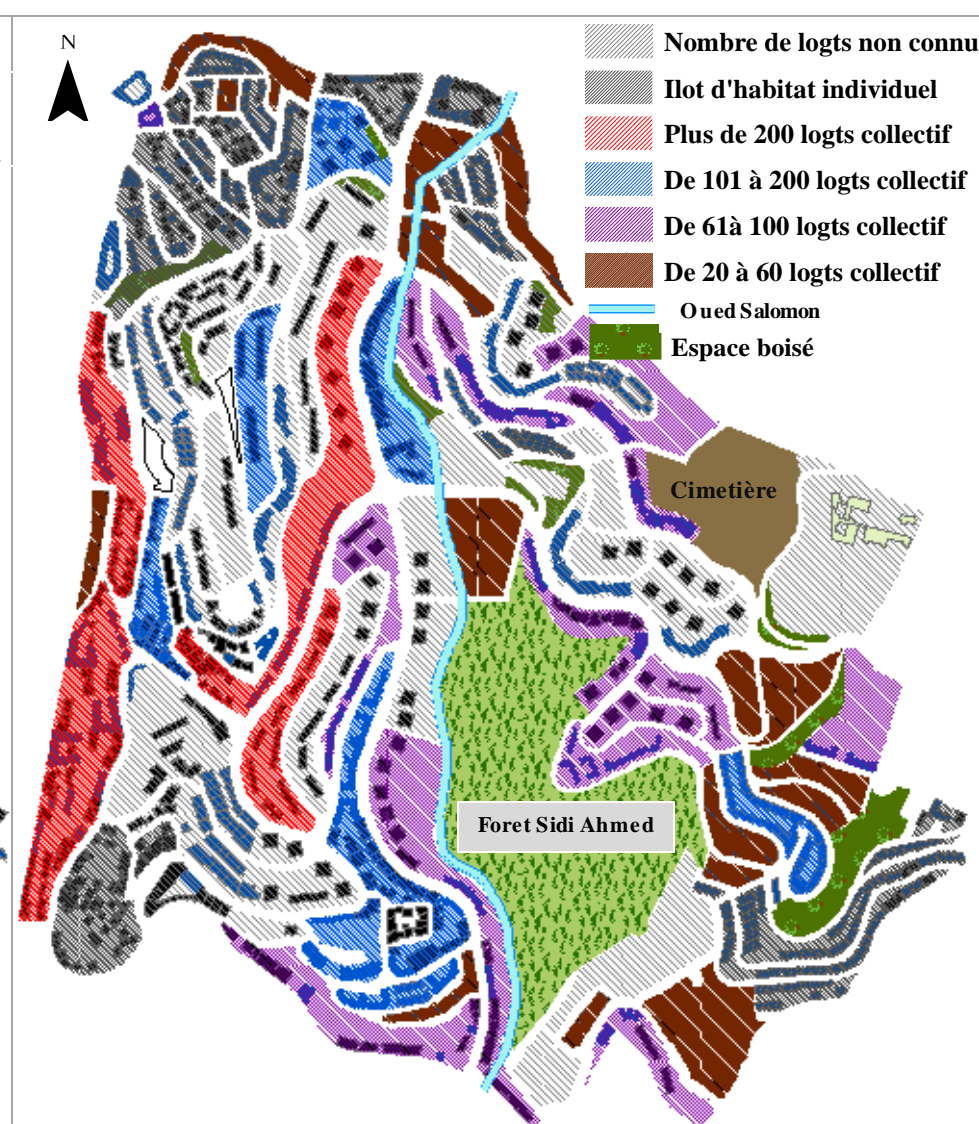 N
Nombre de logts non connu
Ilot d'habitat individuel
Plus de 200 logts collectif
De 101 à 200 logts collectif
De 61à 100 logts collectif
De 20 à 60 logts collectif
Oued Salomon
Espace boisé
Cimetière
Foret Sidi Ahmed